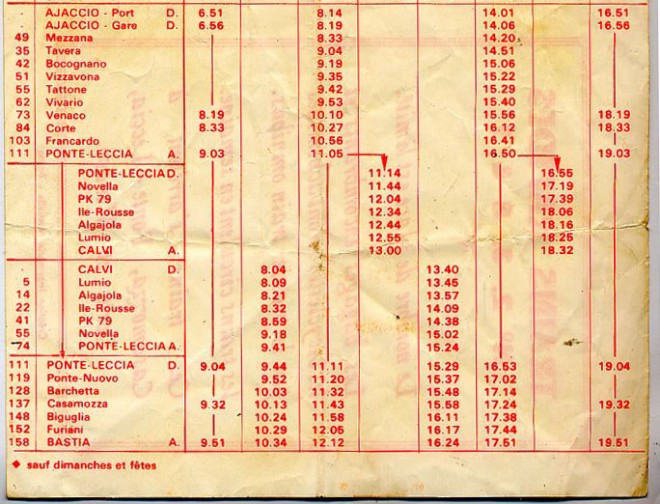 AJACCIO - Port D. 6.51 8.14 14.01 16.51
AJACCIO - Gare D. 6.56 8.19 14.06 16.56
49 Mezzana 8.33 14.20
35 Tavera 9.04 14.51
42 Bocognano 9.19 15.06
51 Vizzavona 9.35 15.22
55 Tattone 9.42 15.29
62 Vivario 9.53 15.40
73 Venaco 8.19 10.10 15.56 18.19
84 Corte 8.33 10.27 16.12 18.33
103 Francardo 10.56 16.41
111 PONTE-LECCIA A. 9.03 11.05 16.50 19.03
PONTE-LECCIA D. 11.14 16.55
Novella 11.44 17.19
PK 79 12.04 17.39
Ile-Rousse 12.34 18.06
Algajola 12.44 18.16
Lumio 12.55 18.25
CALVI A. 13.00 18.32
CALVI D. 8.04 13.40
5 Lumio 8.09 13.45
14 Algajola 8.21 13.57
22 Ile-Rousse 8.32 14.09
41 PK 79 8.59 14.38
55 Novella 9.18 15.02
74 PONTE-LECCIA A. 9.41 15.24
111 PONTE-LECCIA D. 9.04 9.44 11.11 15.29 16.53 19.04
119 Ponte-Nuovo 9.52 11.20 15.37 17.02
128 Barchetta 10.03 11.32 15.48 17.14
137 Casamozza 9.32 10.13 11.43 15.58 17.24 19.32
148 Biguglia 10.24 11.58 16.11 17.38
152 Furiani 10.29 12.05 16.17 17.44
158 BASTIA A. 9.51 10.34 12.12 16.24 17.51 19.51
◆ sauf dimanches et fêtes